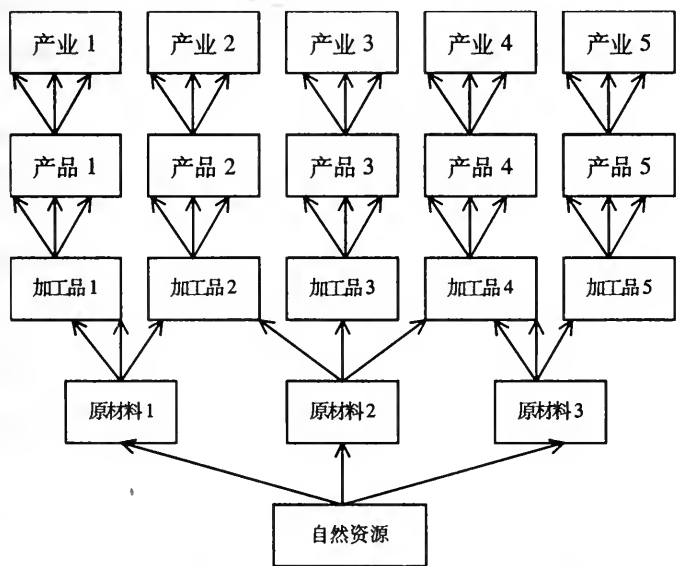 产业 1 产业 2 产业 3 产业 4 产业 5
产品 1 产品 2 产品 3 产品 4 产品 5
加工品 1 加工品 2 加工品 3 加工品 4 加工品 5
原材料 1 原材料 2 原材料 3
自然资源